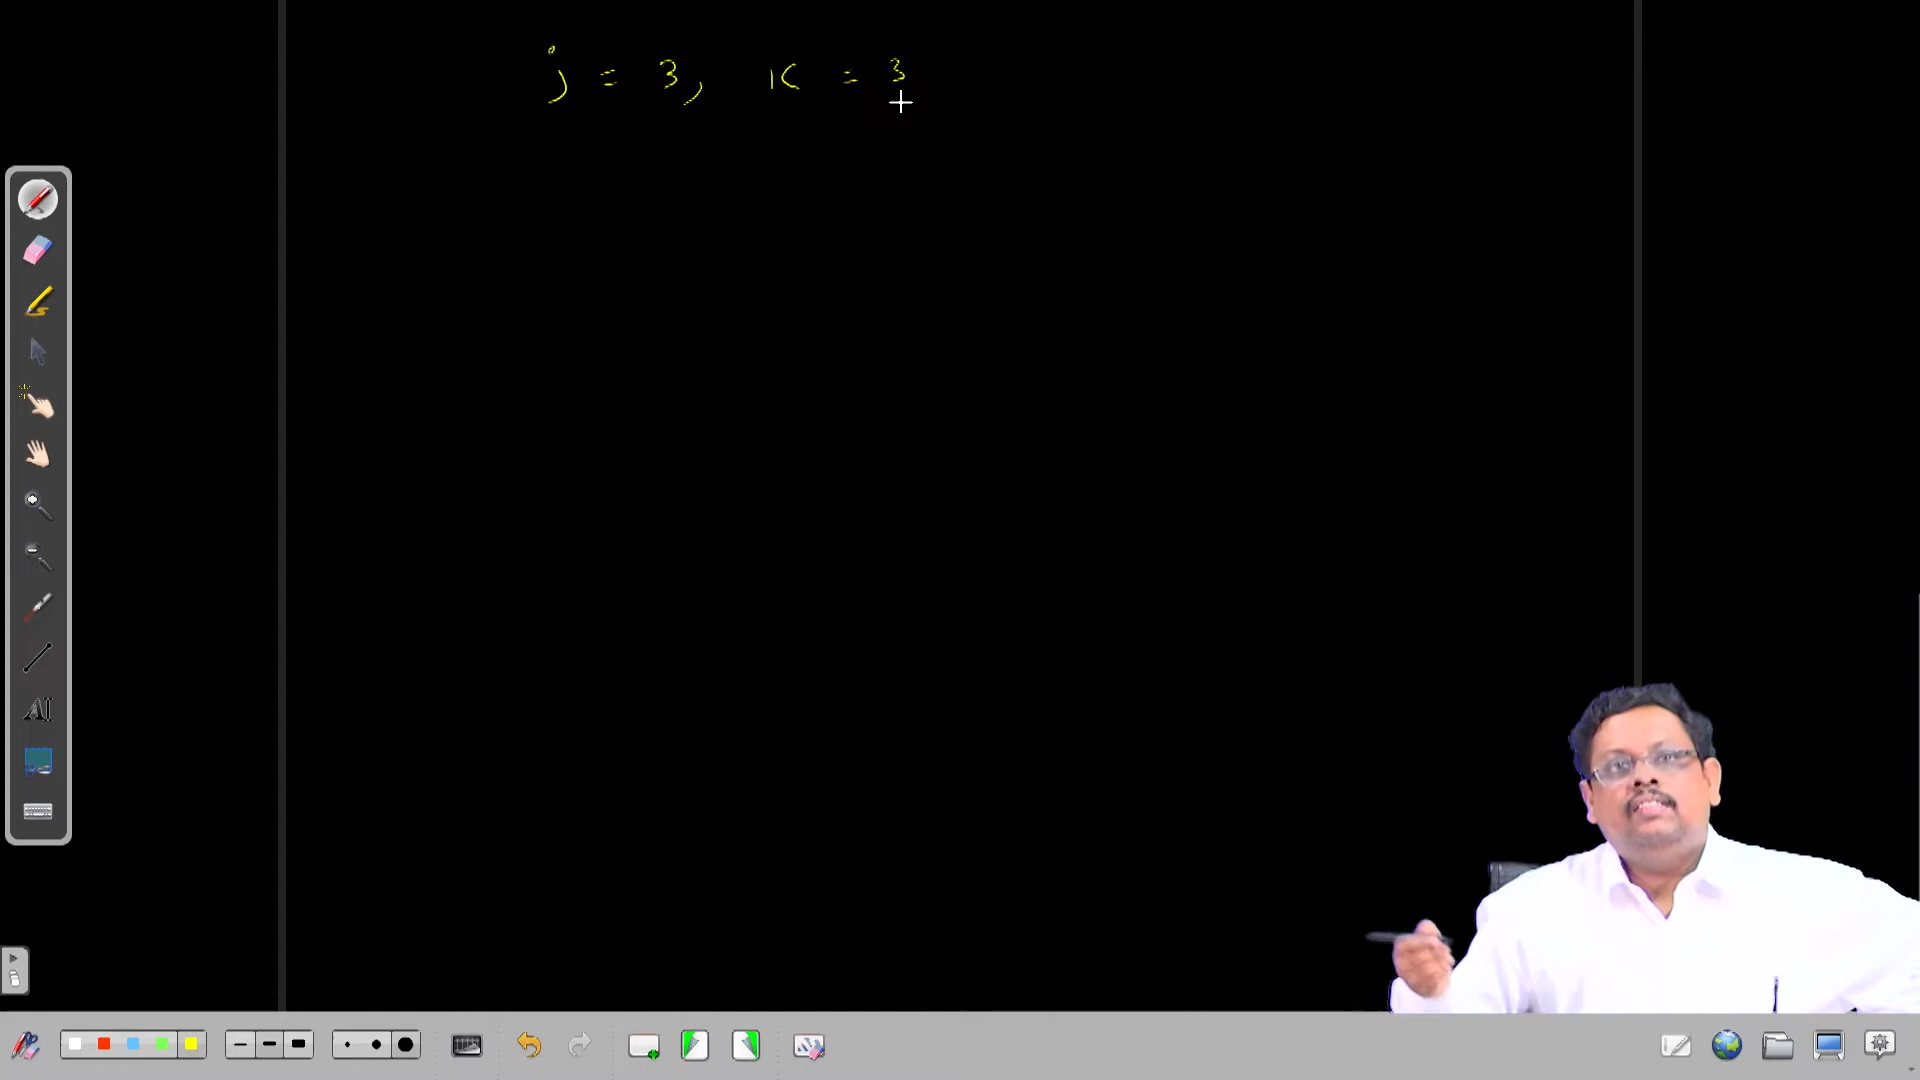 j = 3, K = 3